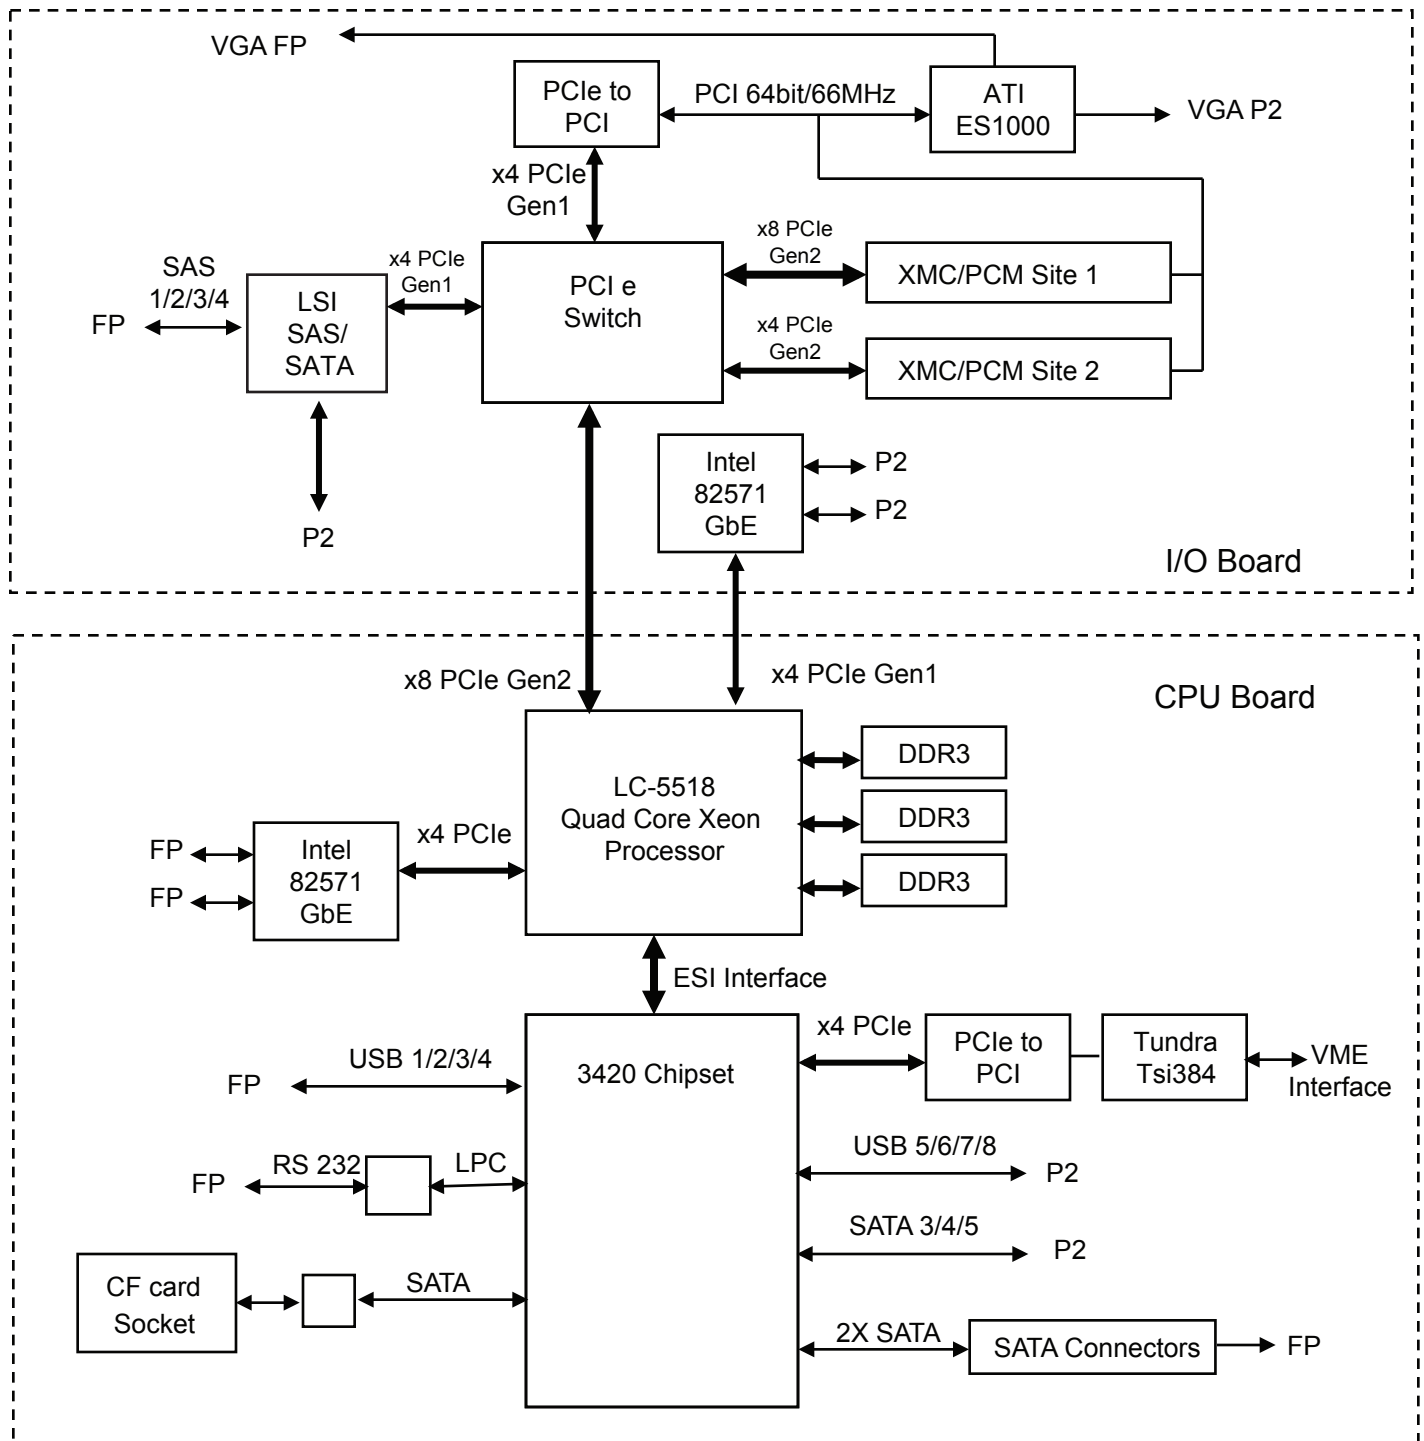 VGA FP
PCIe to
PCI
PCI 64bit/66MHz
ATI
ES1000
VGA P2
x4 PCIe
Gen1
SAS
1/2/3/4
FP
LSI
SAS/
SATA
x4 PCIe
Gen1
PCI e
Switch
x8 PCIe
Gen2
XMC/PCM Site 1
x4 PCIe
Gen2
XMC/PCM Site 2
P2
Intel
82571
GbE
P2
P2
I/O Board
x8 PCIe Gen2
x4 PCIe Gen1
CPU Board
LC-5518
Quad Core Xeon
Processor
DDR3
DDR3
DDR3
FP
FP
Intel
82571
GbE
x4 PCIe
ESI Interface
3420 Chipset
x4 PCIe
PCIe to
PCI
Tundra
Tsi384
VME
Interface
USB 1/2/3/4
FP
USB 5/6/7/8
P2
FP
RS 232
LPC
SATA 3/4/5
P2
CF card
Socket
SATA
2X SATA
SATA Connectors
FP